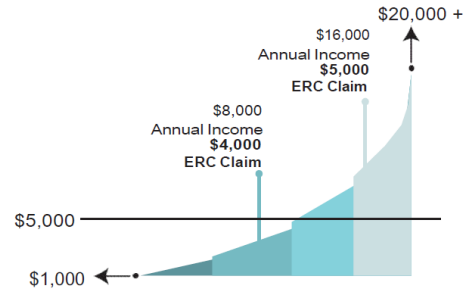 $20,000 +
$16,000
Annual Income
$5,000
ERC Claim
$8,000
Annual Income
$4,000
ERC Claim
$5,000
$1,000